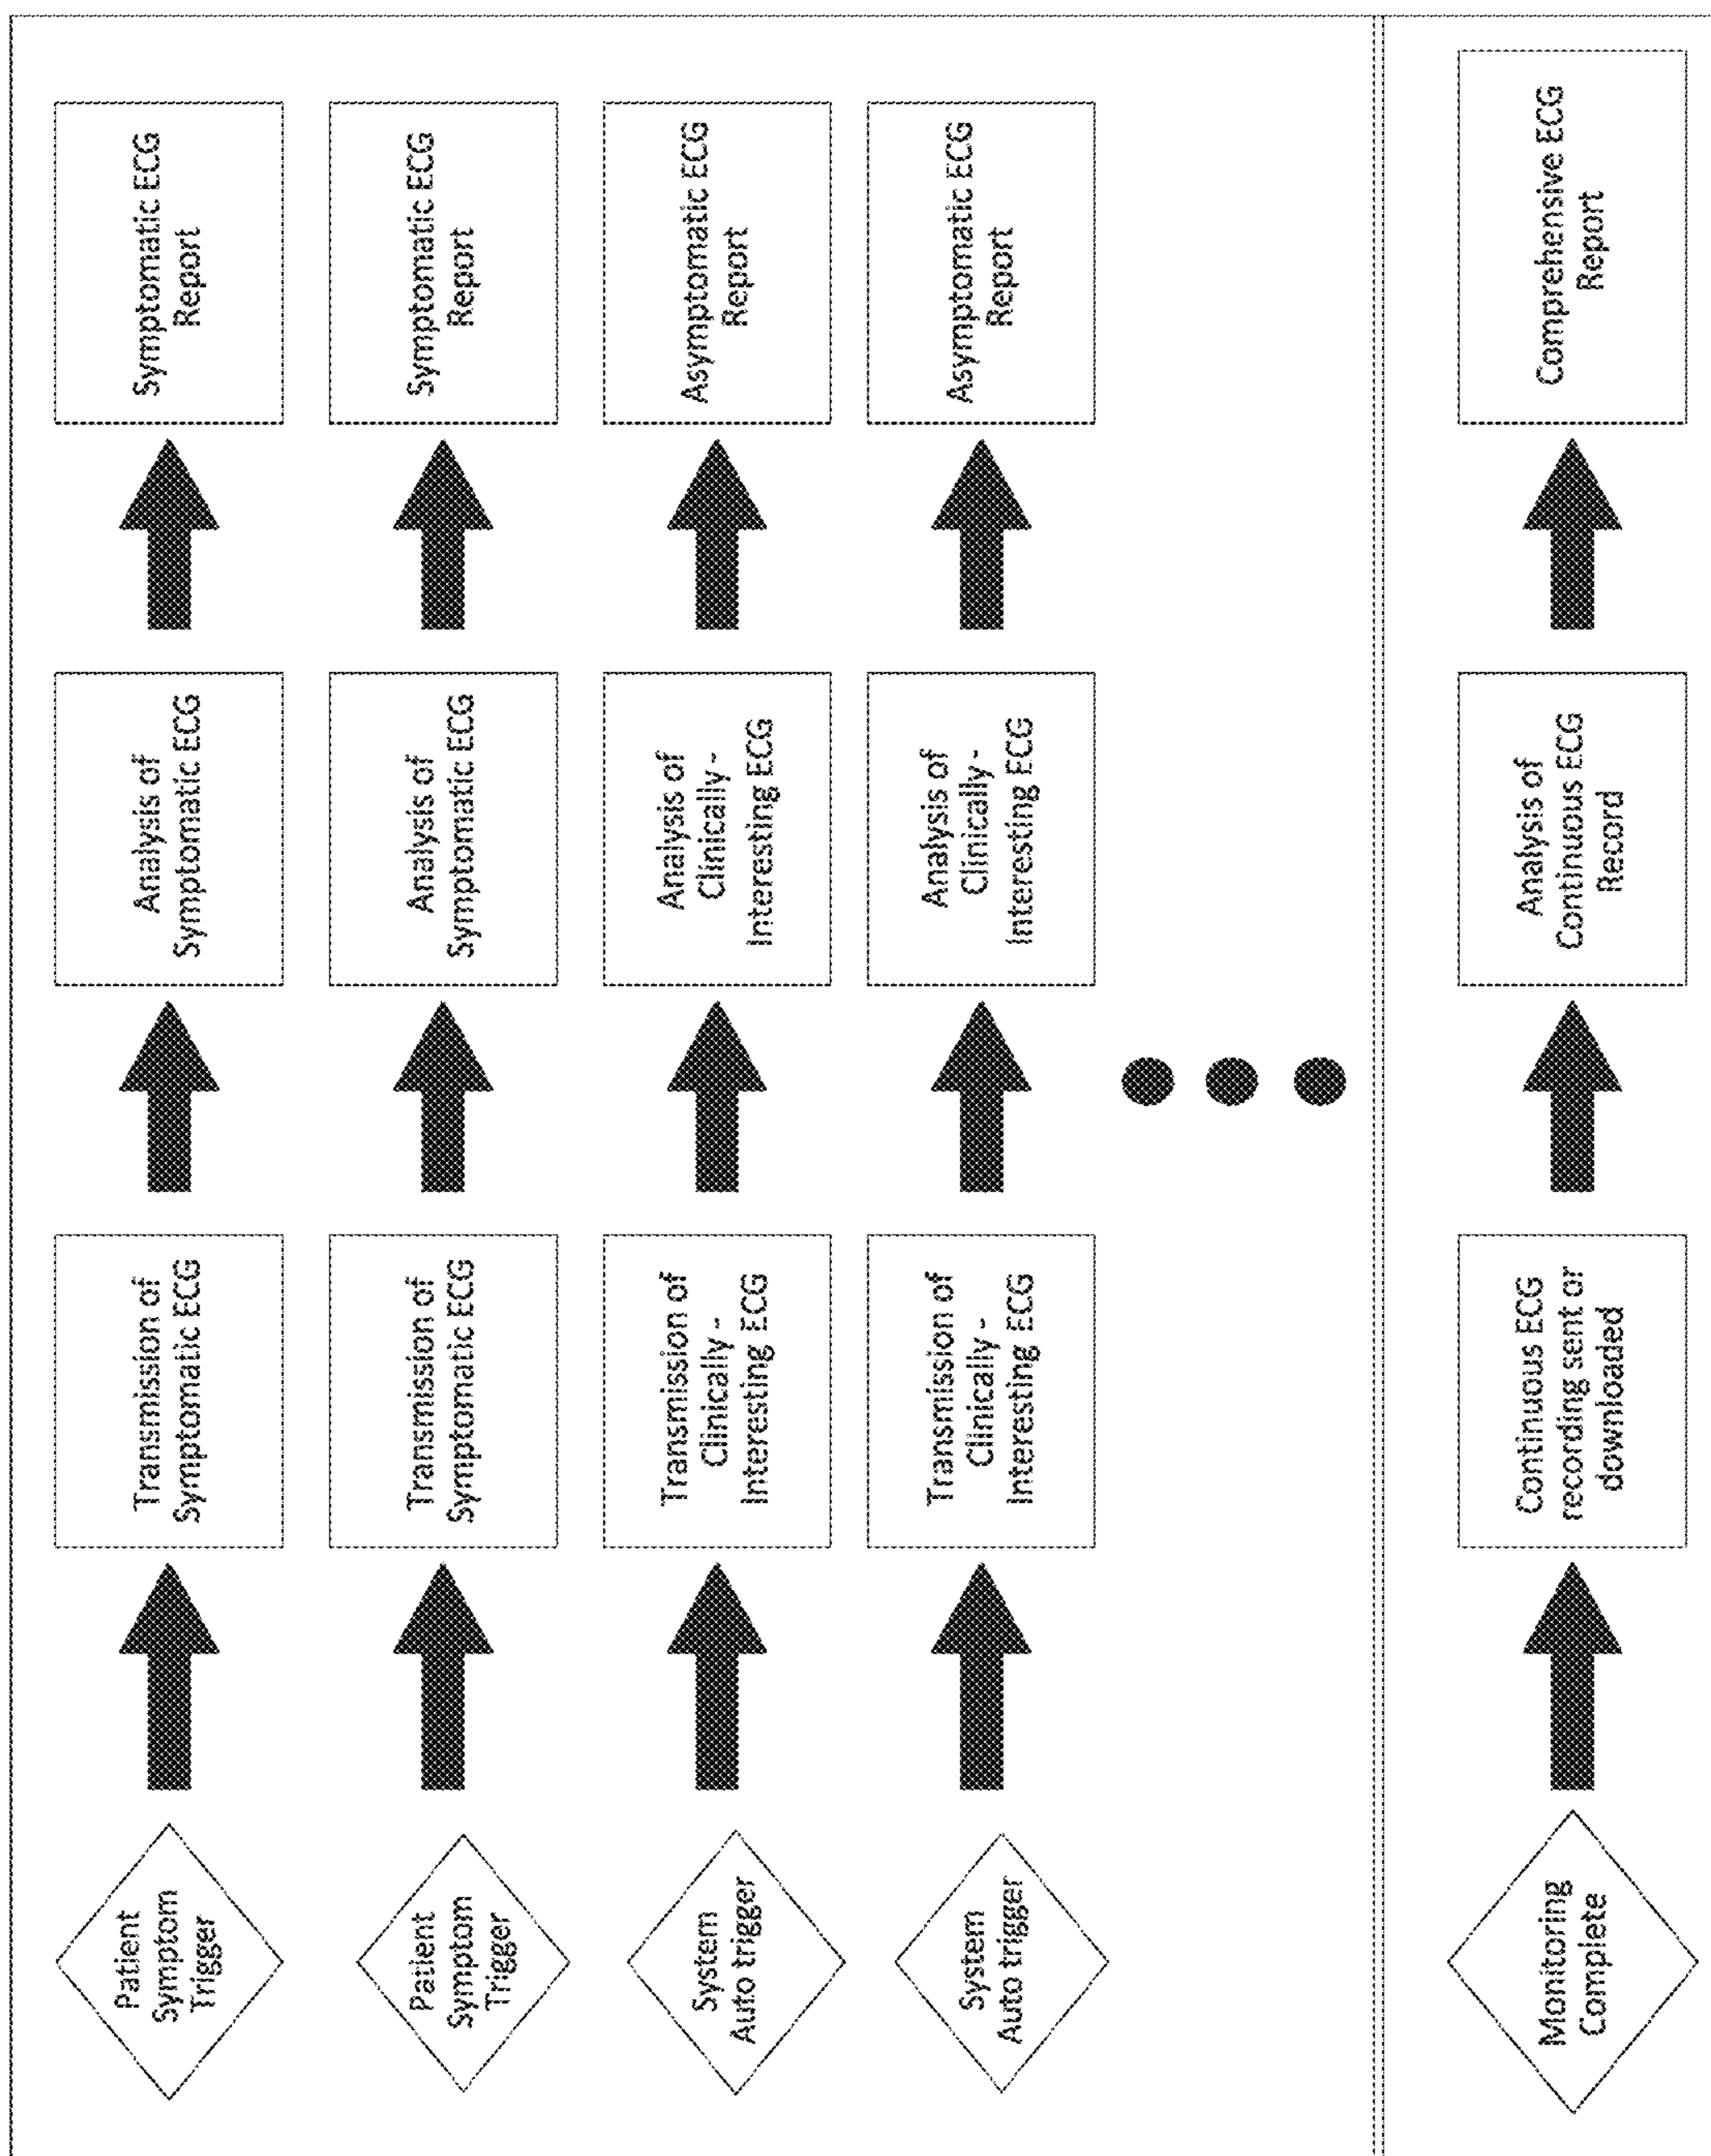 Patient
Symptom
Trigger
Transmission of
Symptomatic ECG
Analysis of
Symptomatic ECG
Symptomatic ECG
Report
Patient
Symptom
Trigger
Transmission of
Symptomatic ECG
Analysis of
Symptomatic ECG
Symptomatic ECG
Report
System
Auto trigger
Transmission of
Clinically -
Interesting ECG
Analysis of
Clinically-
Interesting ECG
Asymptomatic ECG
Report
System
Auto trigger
Transmission of
Clinically -
Interesting ECG
Analysis of
Clinically -
Interesting ECG
Asymptomatic ECG
Report
Monitoring
Complete
Continuous ECG
recording sent or
downloaded
Analysis of
Continuous ECG
Record
Comprehensive ECG
Report